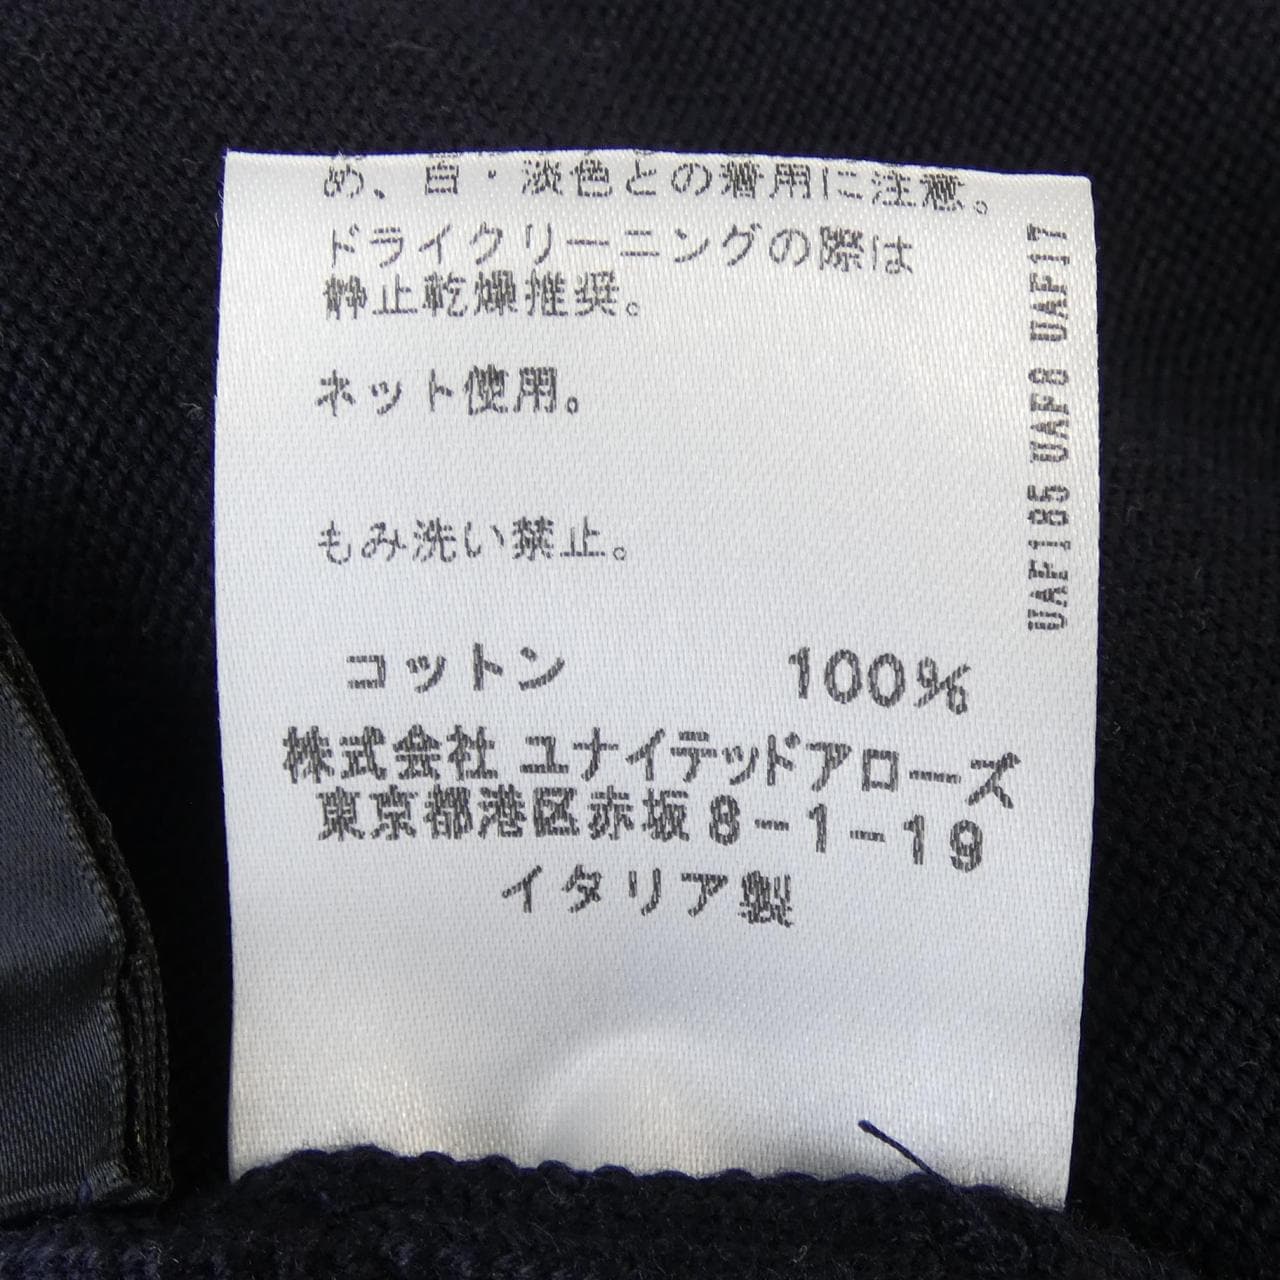 め、白・淡色との着用に注意。
ドライクリーニングの際は
静止乾燥推奨。
ネット使用。
もみ洗い禁止。
コットン 100%
株式会社 ユナイテッドアローズ
東京都港区赤坂8-1-19
イタリア製
UAF185 UAF8 UAF17